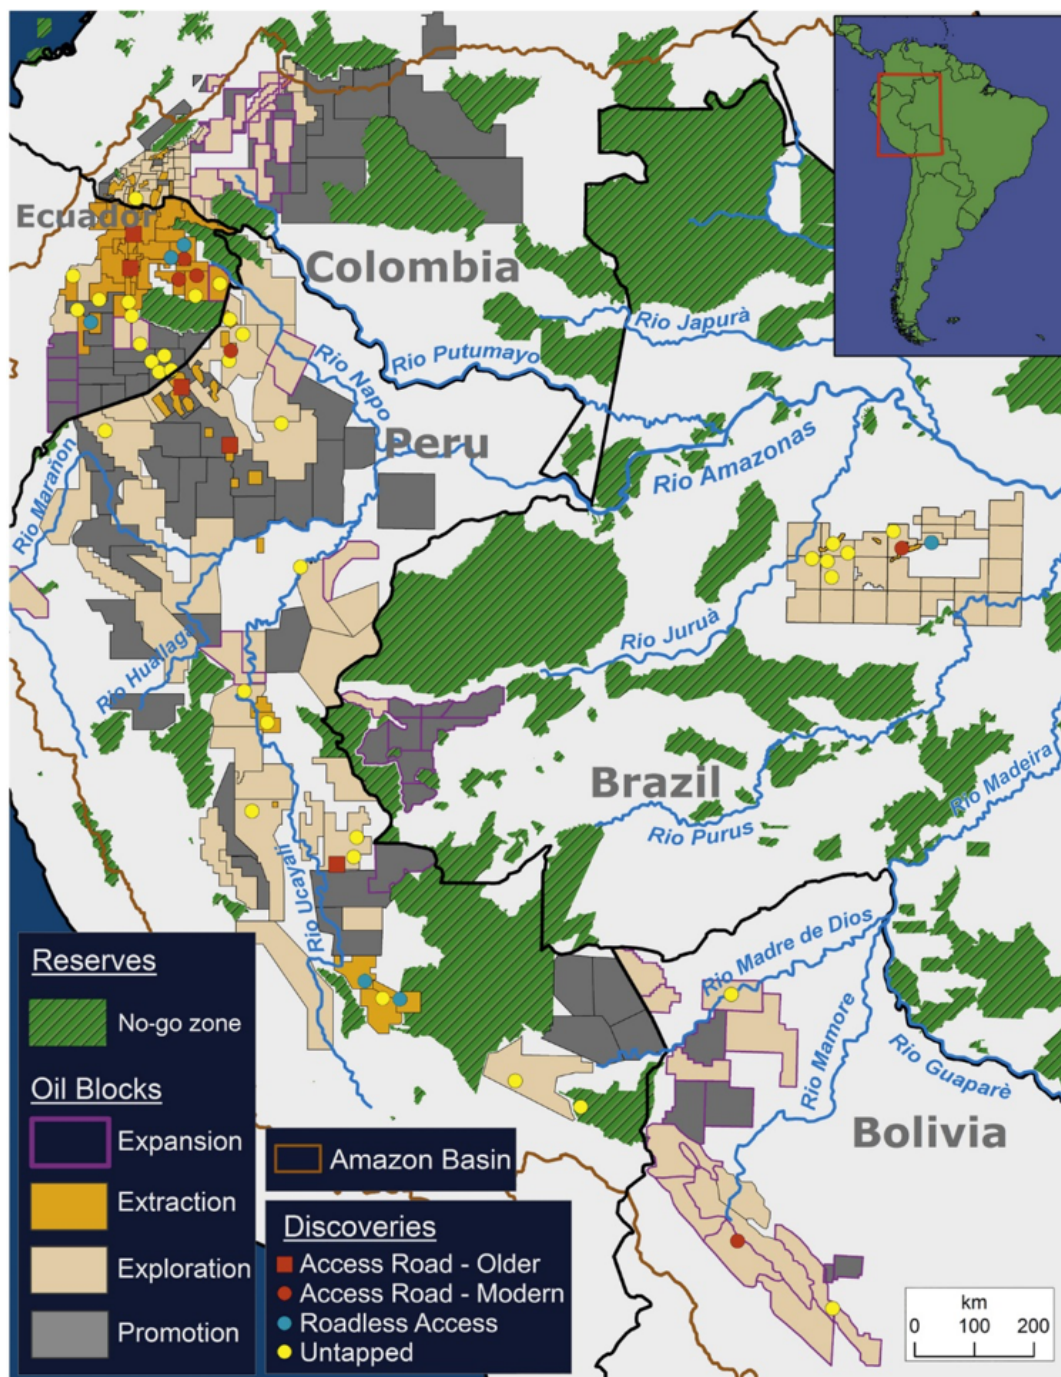 Ecuador
Colombia
Rio Japurà
Rio Putumayo
Rio Napo
Peru
Rio Amazonas
Rio Marañon
Rio Juruà
Rio Huallaga
Brazil
Rio Madeira
Rio Purus
Rio Ucayali
Rio Madre de Dios
Rio Mamore
Rio Guaparè
Bolivia
Reserves
No-go zone
Oil Blocks
Expansion
Extraction
Exploration
Promotion
Amazon Basin
Discoveries
Access Road - Older
Access Road - Modern
Roadless Access
Untapped
km
0 100 200